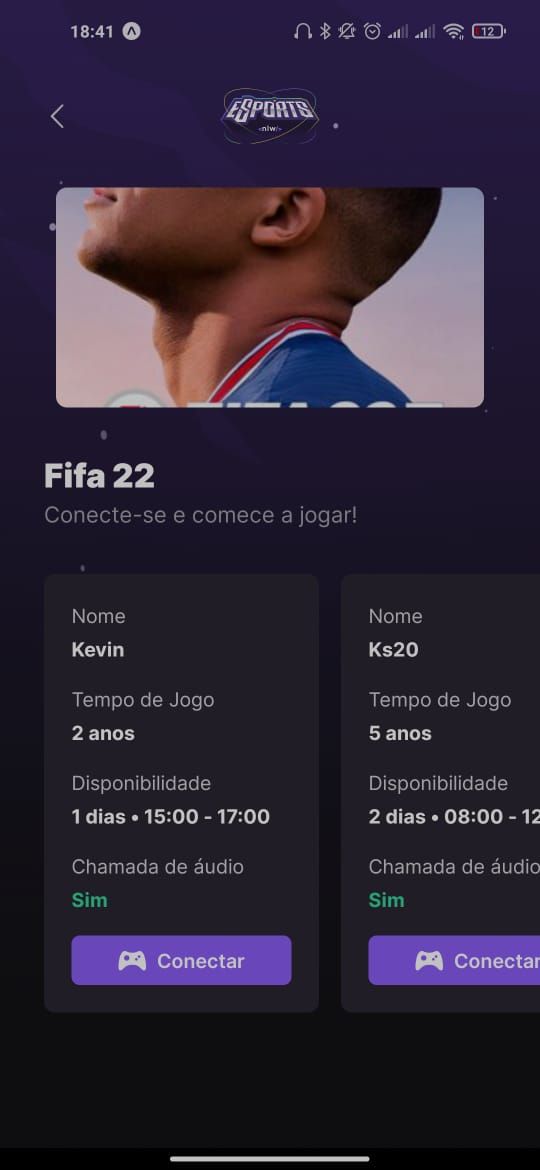 18:41
12
ESPORTS
<nlw/>
Fifa 22
Conecte-se e comece a jogar!
Nome
Kevin
Tempo de Jogo
2 anos
Disponibilidade
1 dias • 15:00 - 17:00
Chamada de áudio
Sim
Conectar
Nome
Ks20
Tempo de Jogo
5 anos
Disponibilidade
2 dias • 08:00 - 12
Chamada de áudio
Sim
Conectar